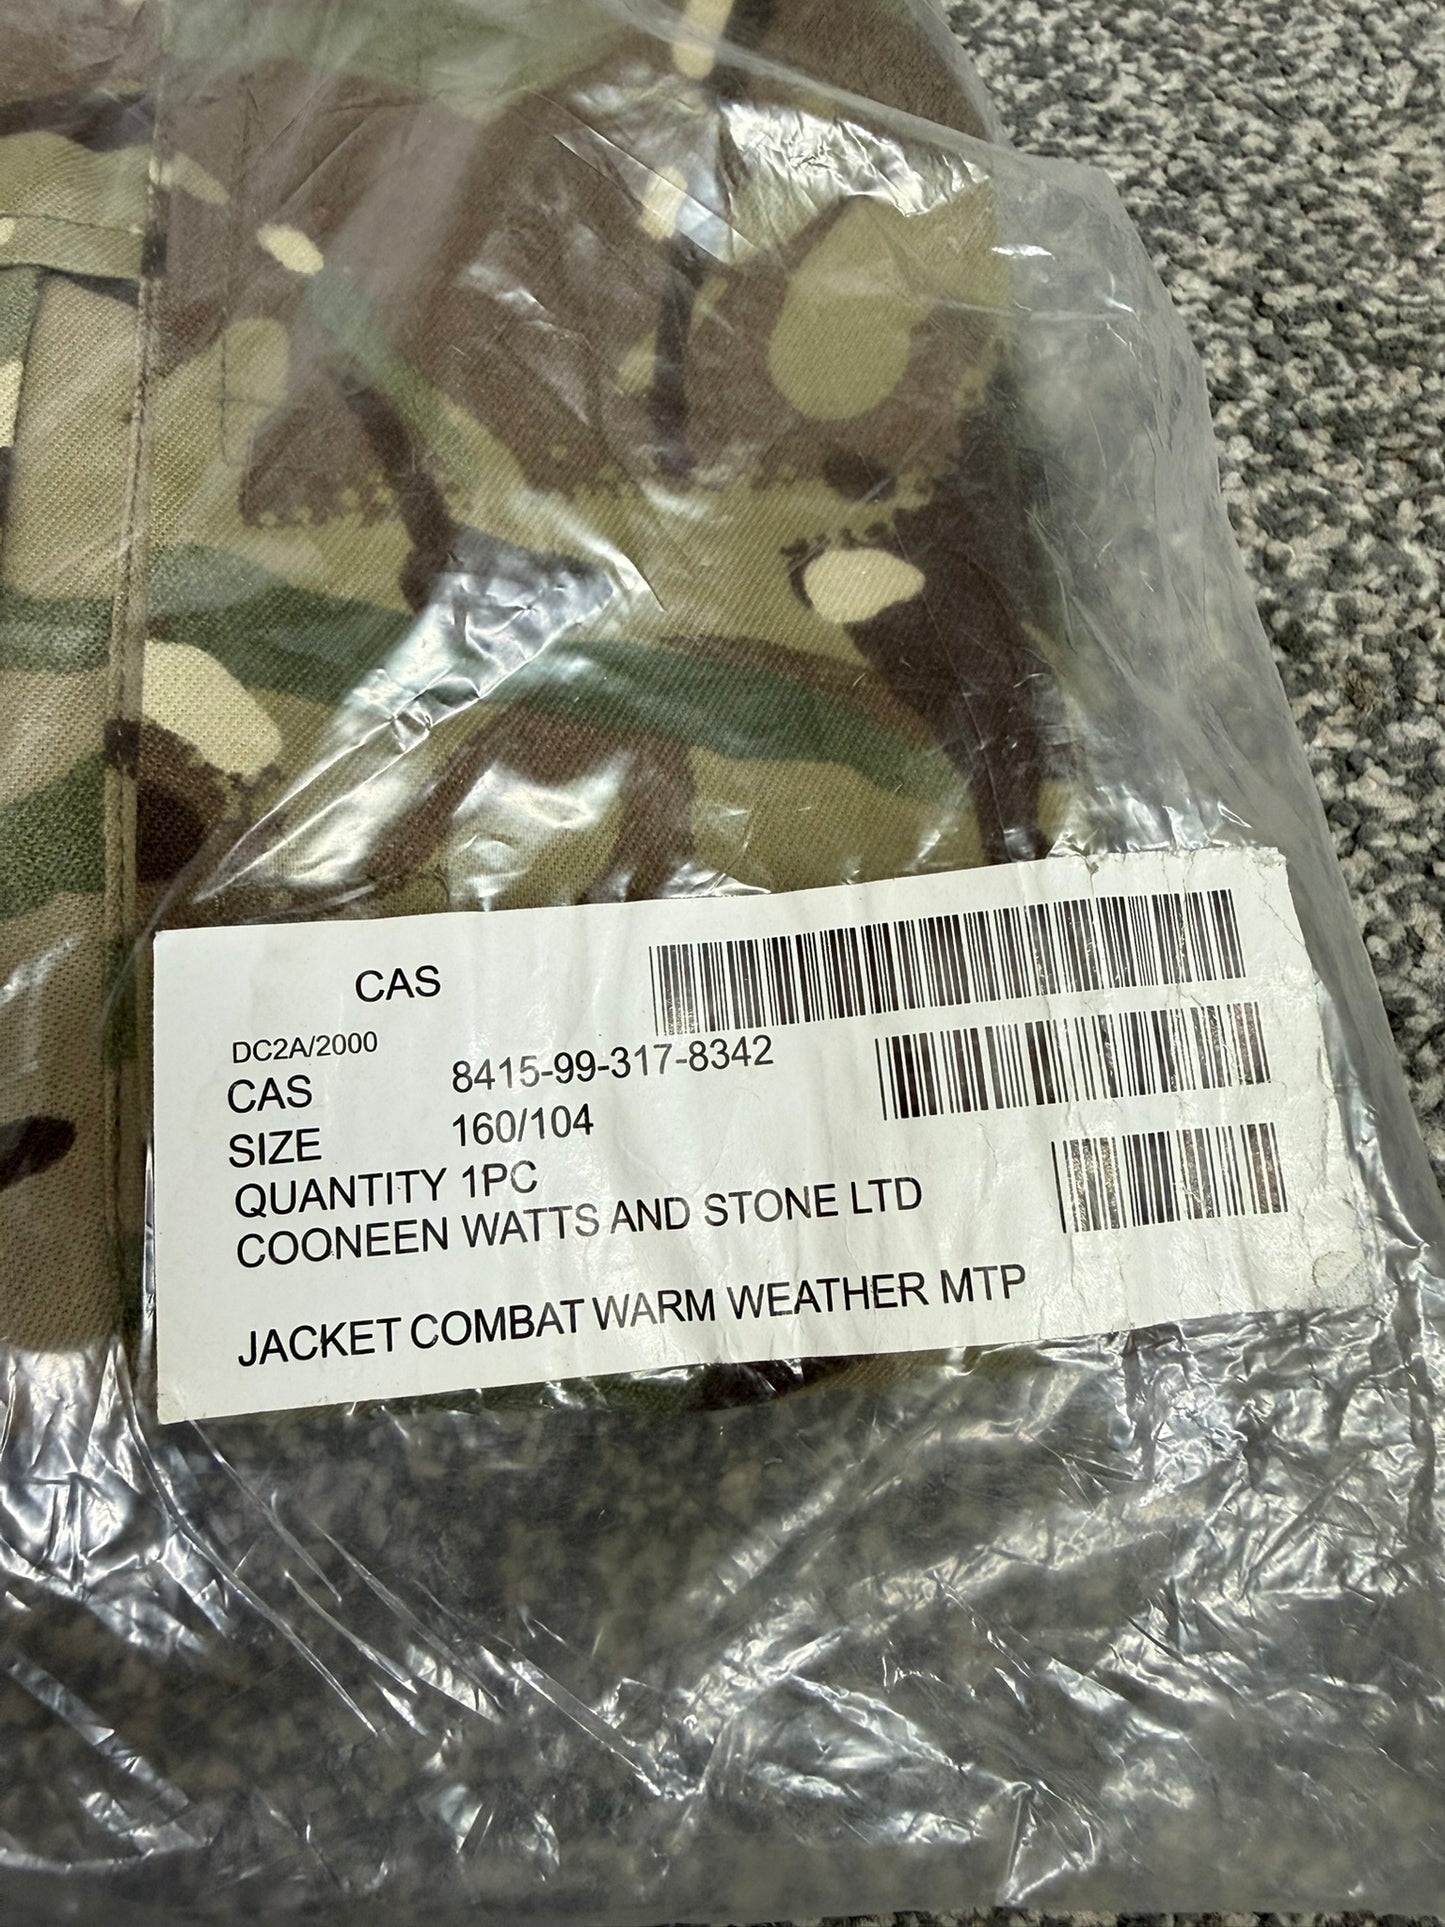 CAS
DC2A/2000
CAS 8415-99-317-8342
SIZE 160/104
QUANTITY 1PC
COONEEN WATTS AND STONE LTD
JACKET COMBAT WARM WEATHER MTP